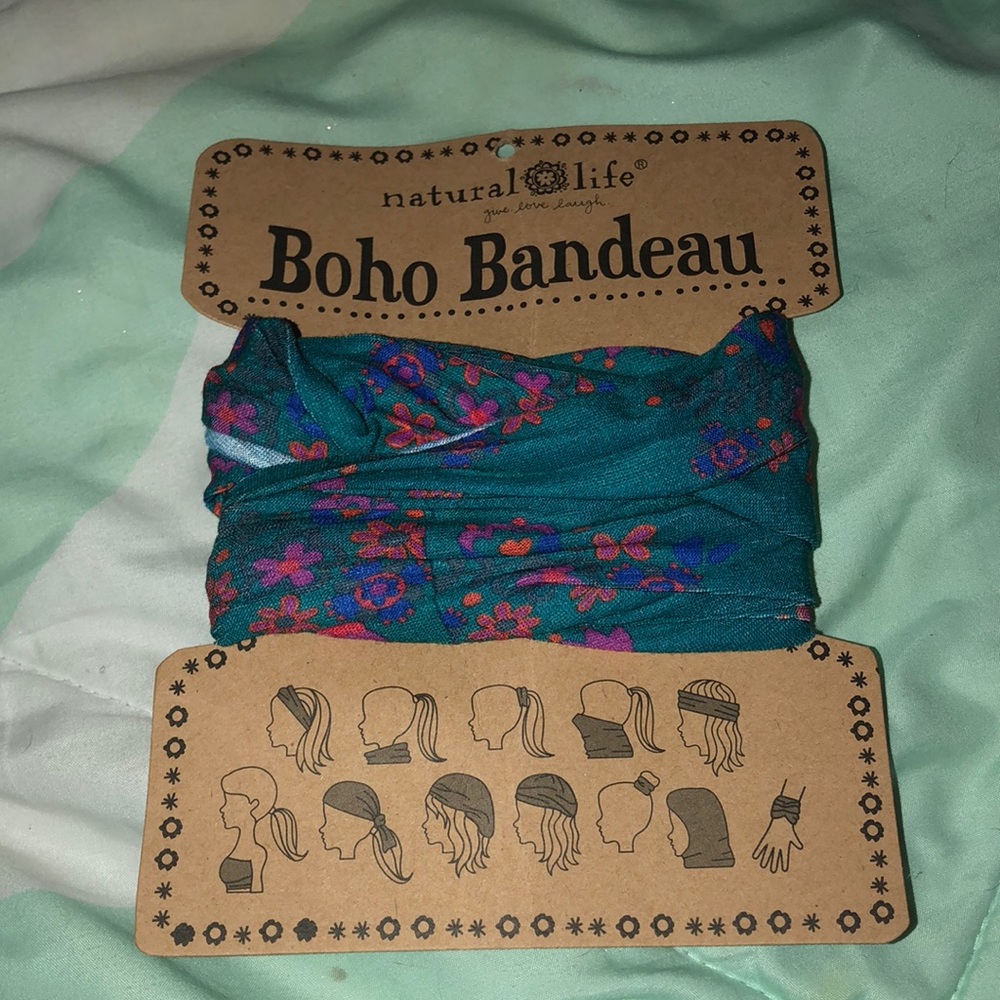 natural life®
give love laugh.
Boho Bandeau